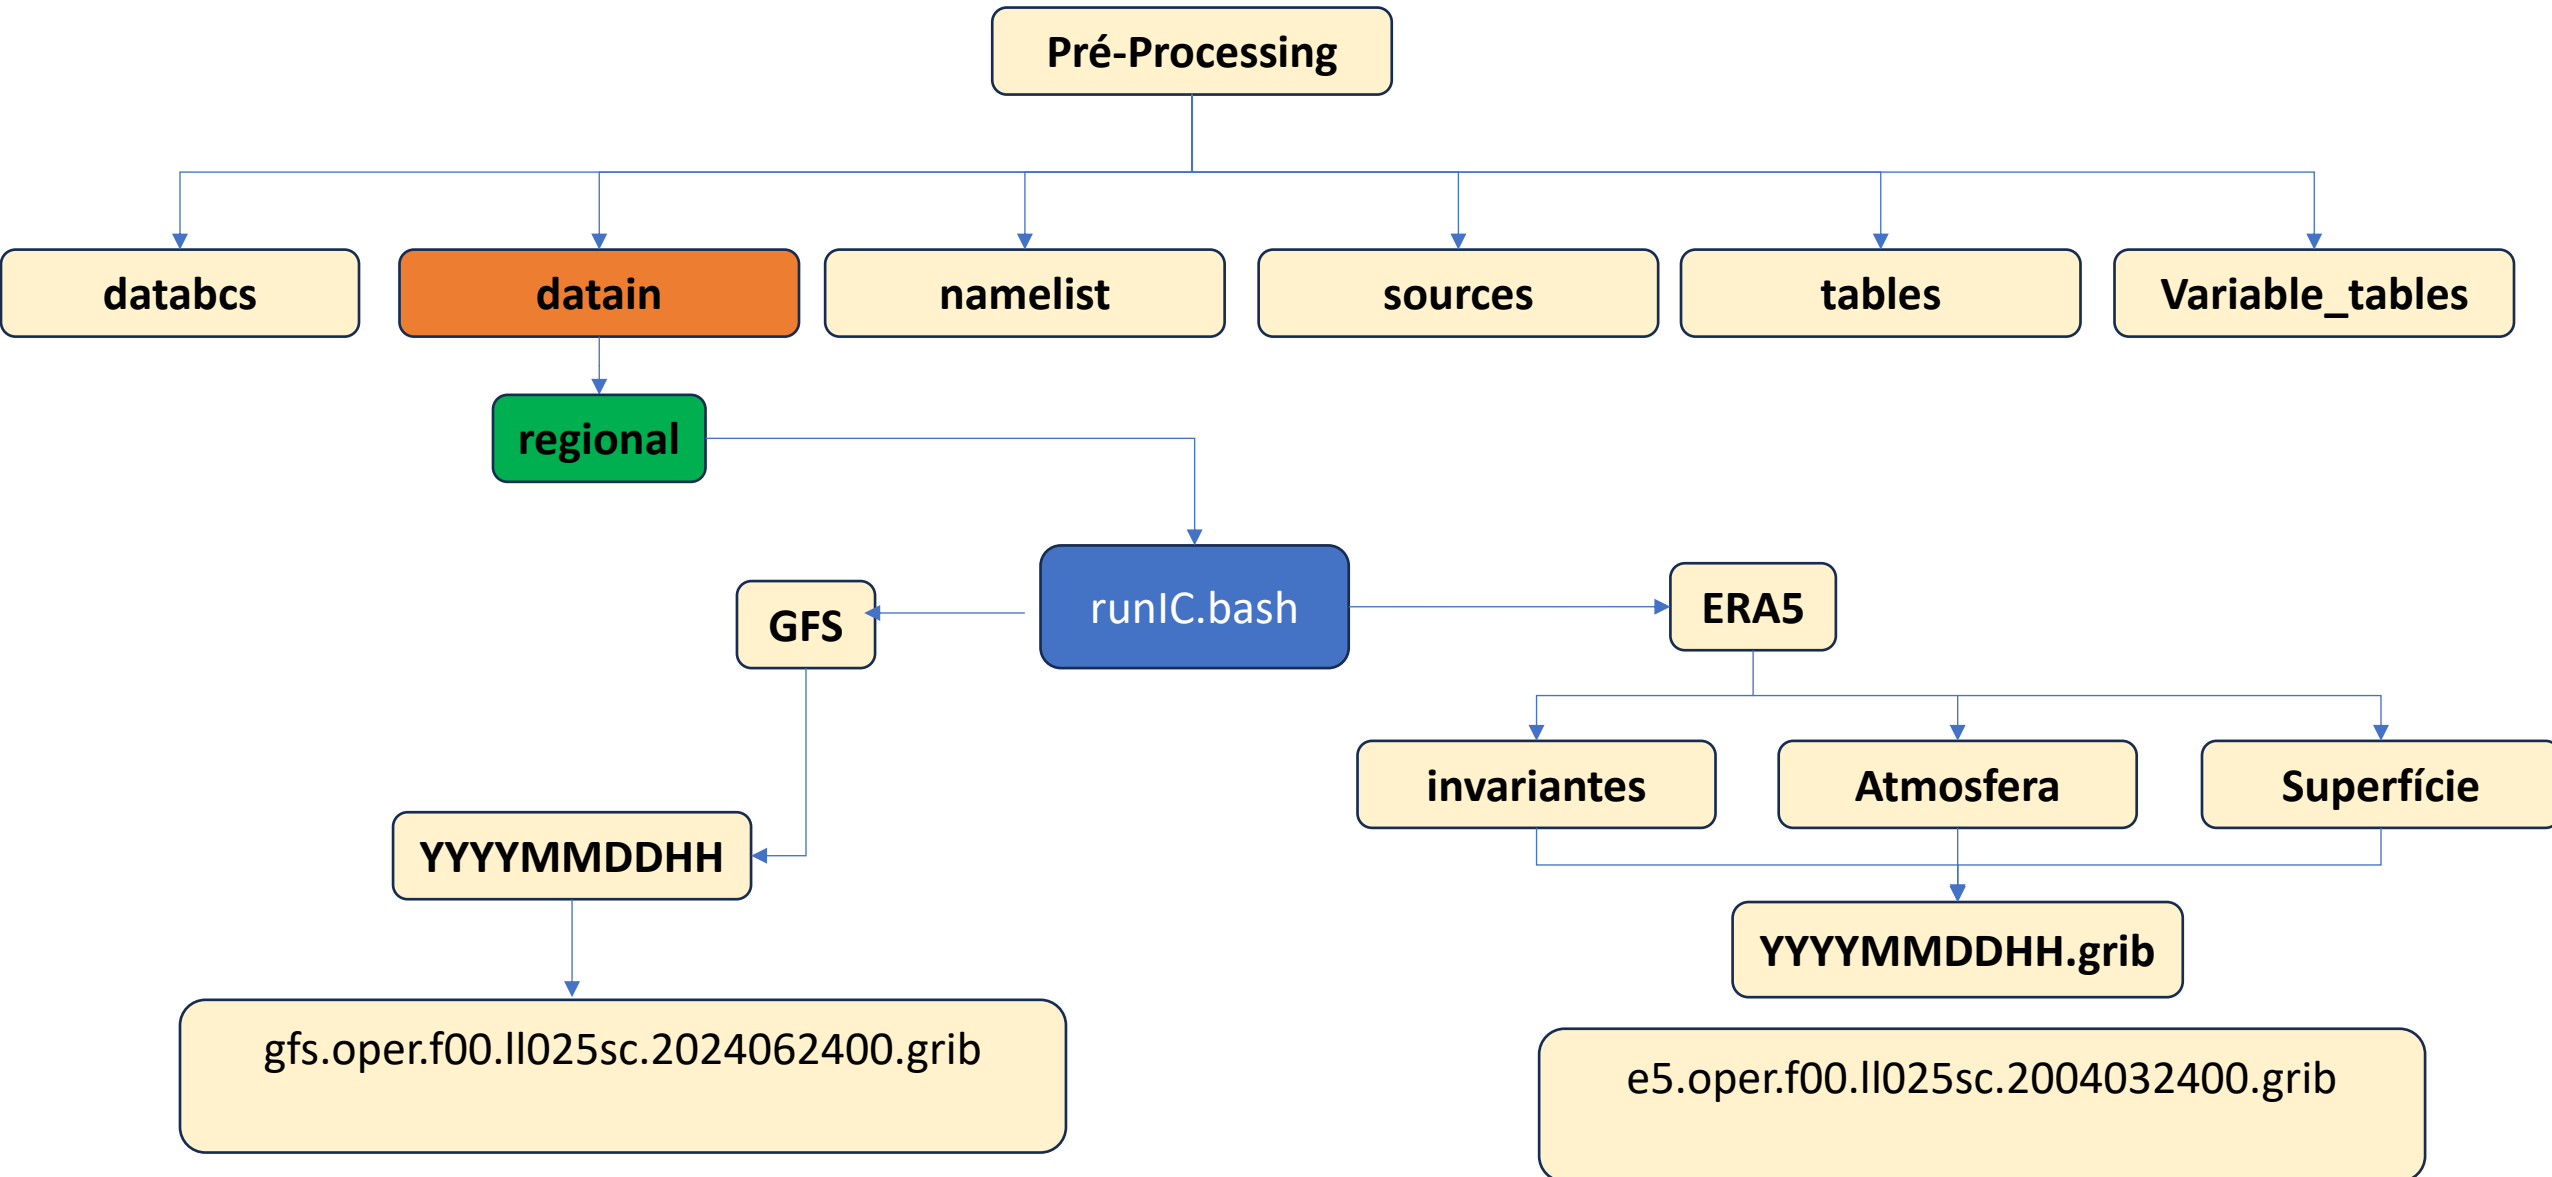 Pré-Processing
databcs
datain
namelist
sources
tables
Variable_tables
regional
runIC.bash
GFS
ERA5
invariantes
Atmosfera
Superfície
YYYYMMDDHH
YYYYMMDDHH.grib
gfs.oper.f00.ll025sc.2024062400.grib
e5.oper.f00.ll025sc.2004032400.grib